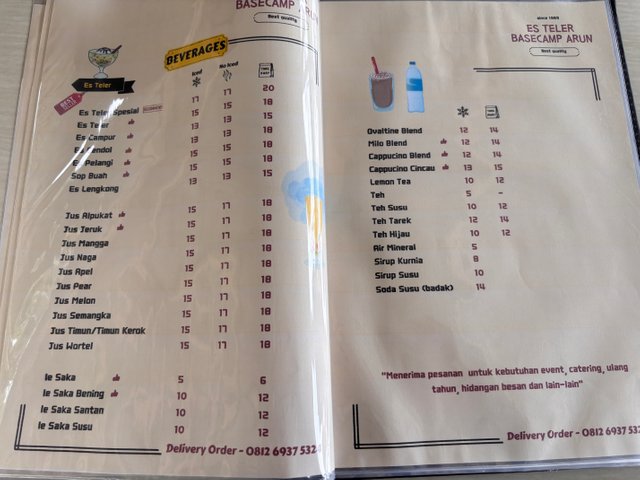 BASECAMP ARUN
Best Quality
BEVERAGES
Es Teler
Iced No Iced
BEST
Es Teler Spesial 17 17 20
Es Teler 15 15 18
Es Campur 13 13 15
Es Cendol 13 13 15
Es Pelangi 15 15 18
Sop Buah 15 15 18
Es Lengkong 13 13 15
Jus Alpukat 15 17 18
Jus Jeruk 15 17 18
Jus Mangga 15 17 18
Jus Naga 15 17 18
Jus Apel 15 17 18
Jus Pear 15 17 18
Jus Melon 15 17 18
Jus Semangka 15 17 18
Jus Timun/Timun Kerok 15 17 18
Jus Wortel 15 17 18
Ie Saka 5 6
Ie Saka Bening 10 12
Ie Saka Santan 10 12
Ie Saka Susu 10 12
Delivery Order - 0812 6937 532
since 1989
ES TELER
BASECAMP ARUN
Best Quality
Ovaltine Blend 12 14
Milo Blend 12 14
Cappucino Blend 12 14
Cappucino Cincau 13 15
Lemon Tea 10 12
Teh 5 -
Teh Susu 10 12
Teh Tarek 12 14
Teh Hijau 10 12
Air Mineral 5
Sirup Kurnia 8
Sirup Susu 10
Soda Susu (badak) 14
"Menerima pesanan untuk kebutuhan event, catering, ulang
tahun, hidangan besan dan lain-lain"
Delivery Order - 0812 6937 532